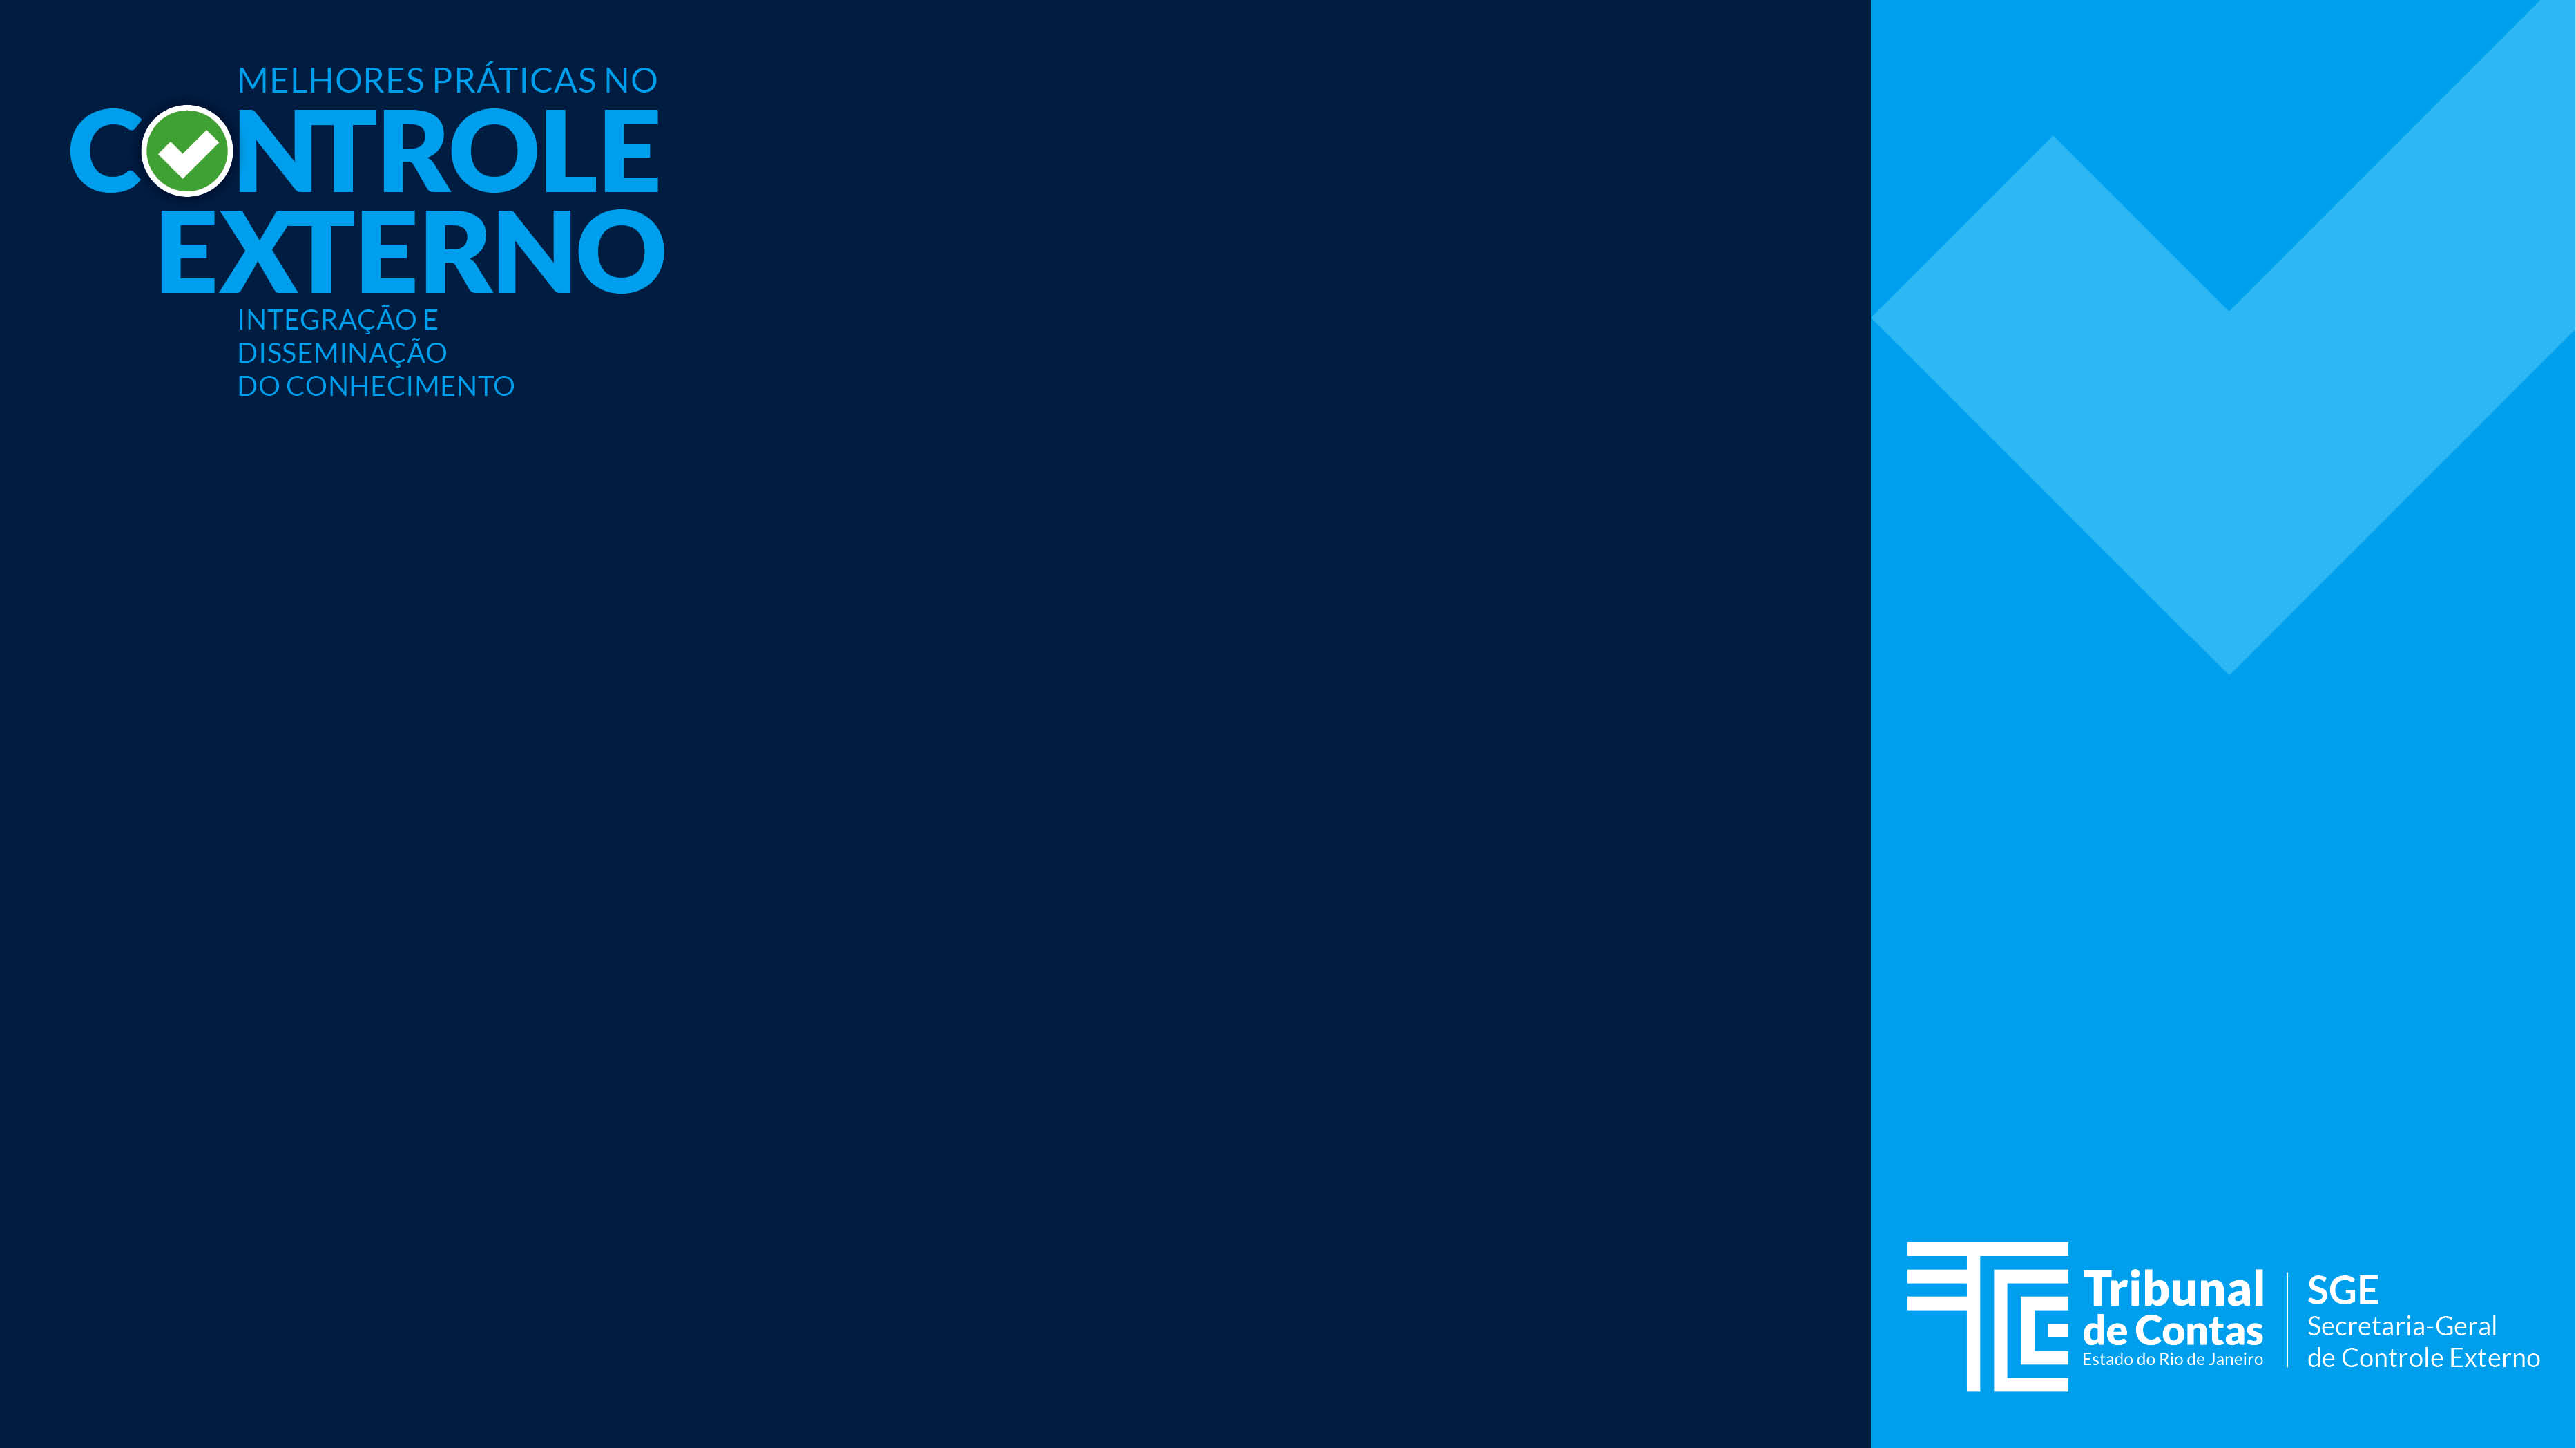 MELHORES PRÁTICAS NO
CONTROLE
EXTERNO
INTEGRAÇÃO E
DISSEMINAÇÃO
DO CONHECIMENTO
TCE
Tribunal
de Contas
Estado do Rio de Janeiro
SGE
Secretaria-Geral
de Controle Externo